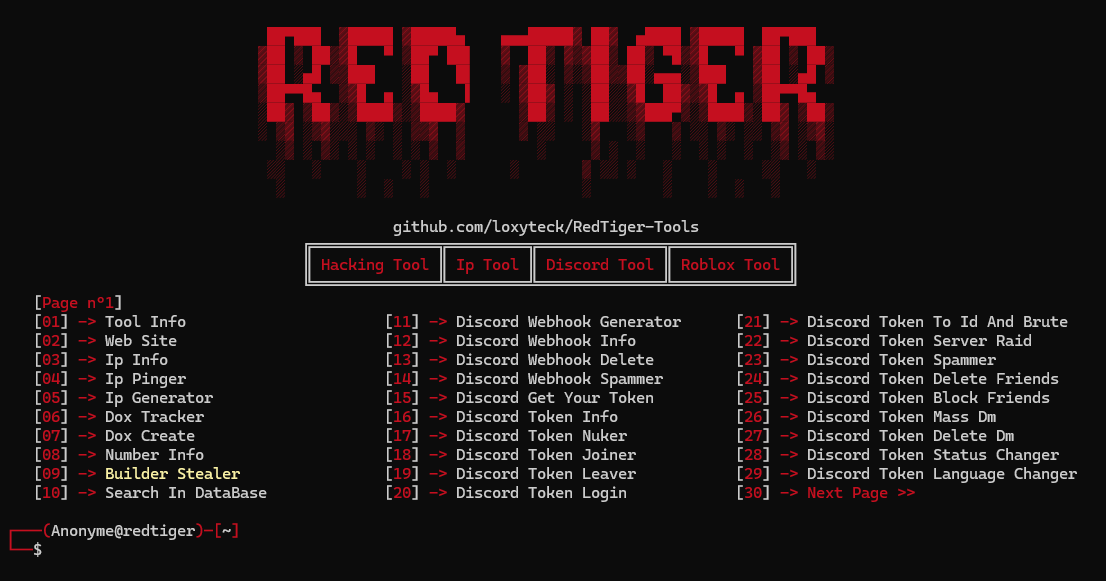 RED TIGER
github.com/loxyteck/RedTiger-Tools
Hacking Tool Ip Tool Discord Tool Roblox Tool
[Page n°1]
[01] -> Tool Info [11] -> Discord Webhook Generator [21] -> Discord Token To Id And Brute
[02] -> Web Site [12] -> Discord Webhook Info [22] -> Discord Token Server Raid
[03] -> Ip Info [13] -> Discord Webhook Delete [23] -> Discord Token Spammer
[04] -> Ip Pinger [14] -> Discord Webhook Spammer [24] -> Discord Token Delete Friends
[05] -> Ip Generator [15] -> Discord Get Your Token [25] -> Discord Token Block Friends
[06] -> Dox Tracker [16] -> Discord Token Info [26] -> Discord Token Mass Dm
[07] -> Dox Create [17] -> Discord Token Nuker [27] -> Discord Token Delete Dm
[08] -> Number Info [18] -> Discord Token Joiner [28] -> Discord Token Status Changer
[09] -> Builder Stealer [19] -> Discord Token Leaver [29] -> Discord Token Language Changer
[10] -> Search In DataBase [20] -> Discord Token Login [30] -> Next Page >>
┌──(Anonyme@redtiger)─[~]
└──$